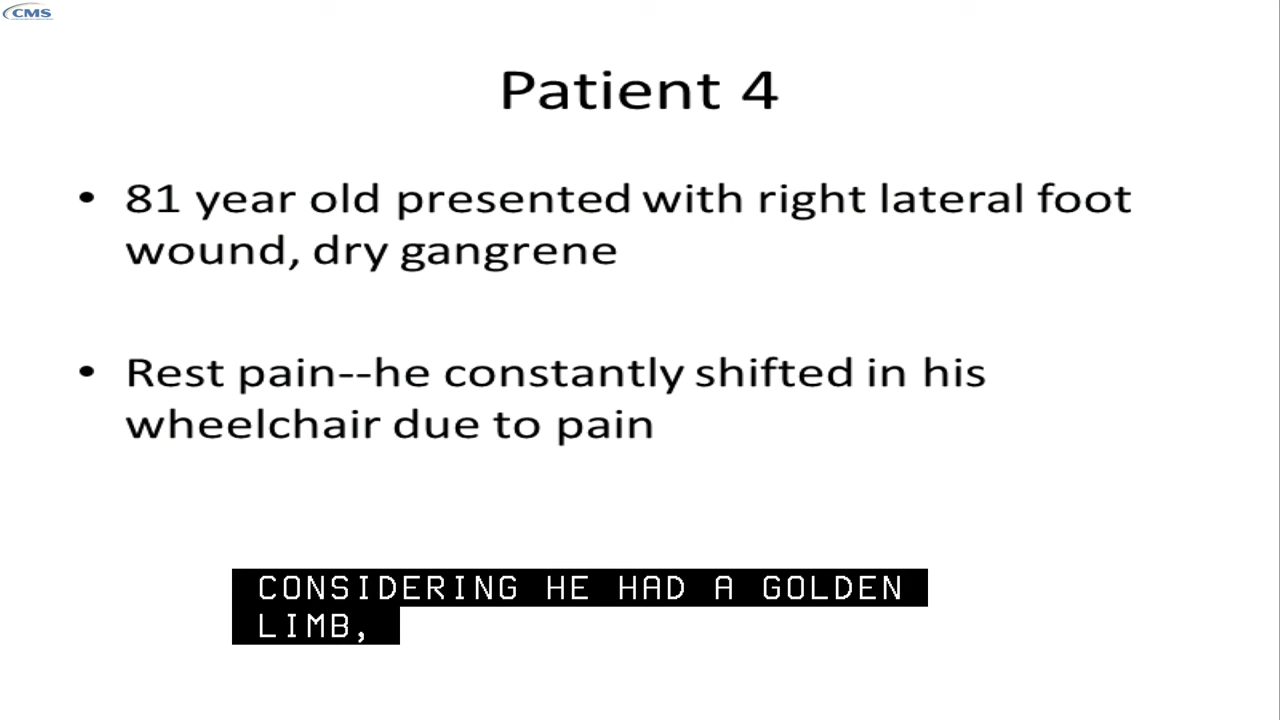 CMS
Patient 4
• 81 year old presented with right lateral foot
wound, dry gangrene
• Rest pain--he constantly shifted in his
wheelchair due to pain
CONSIDERING HE HAD A GOLDEN
LIMB,